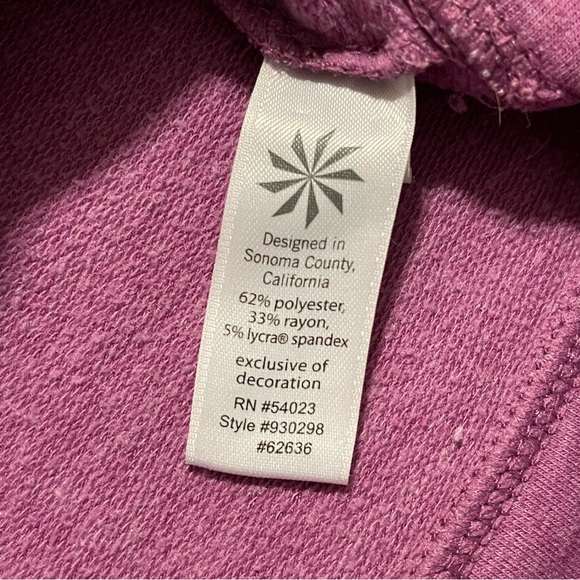 Designed in
Sonoma County,
California
62% polyester,
33% rayon,
5% lycra® spandex
exclusive of
decoration
RN #54023
Style #930298
#62636